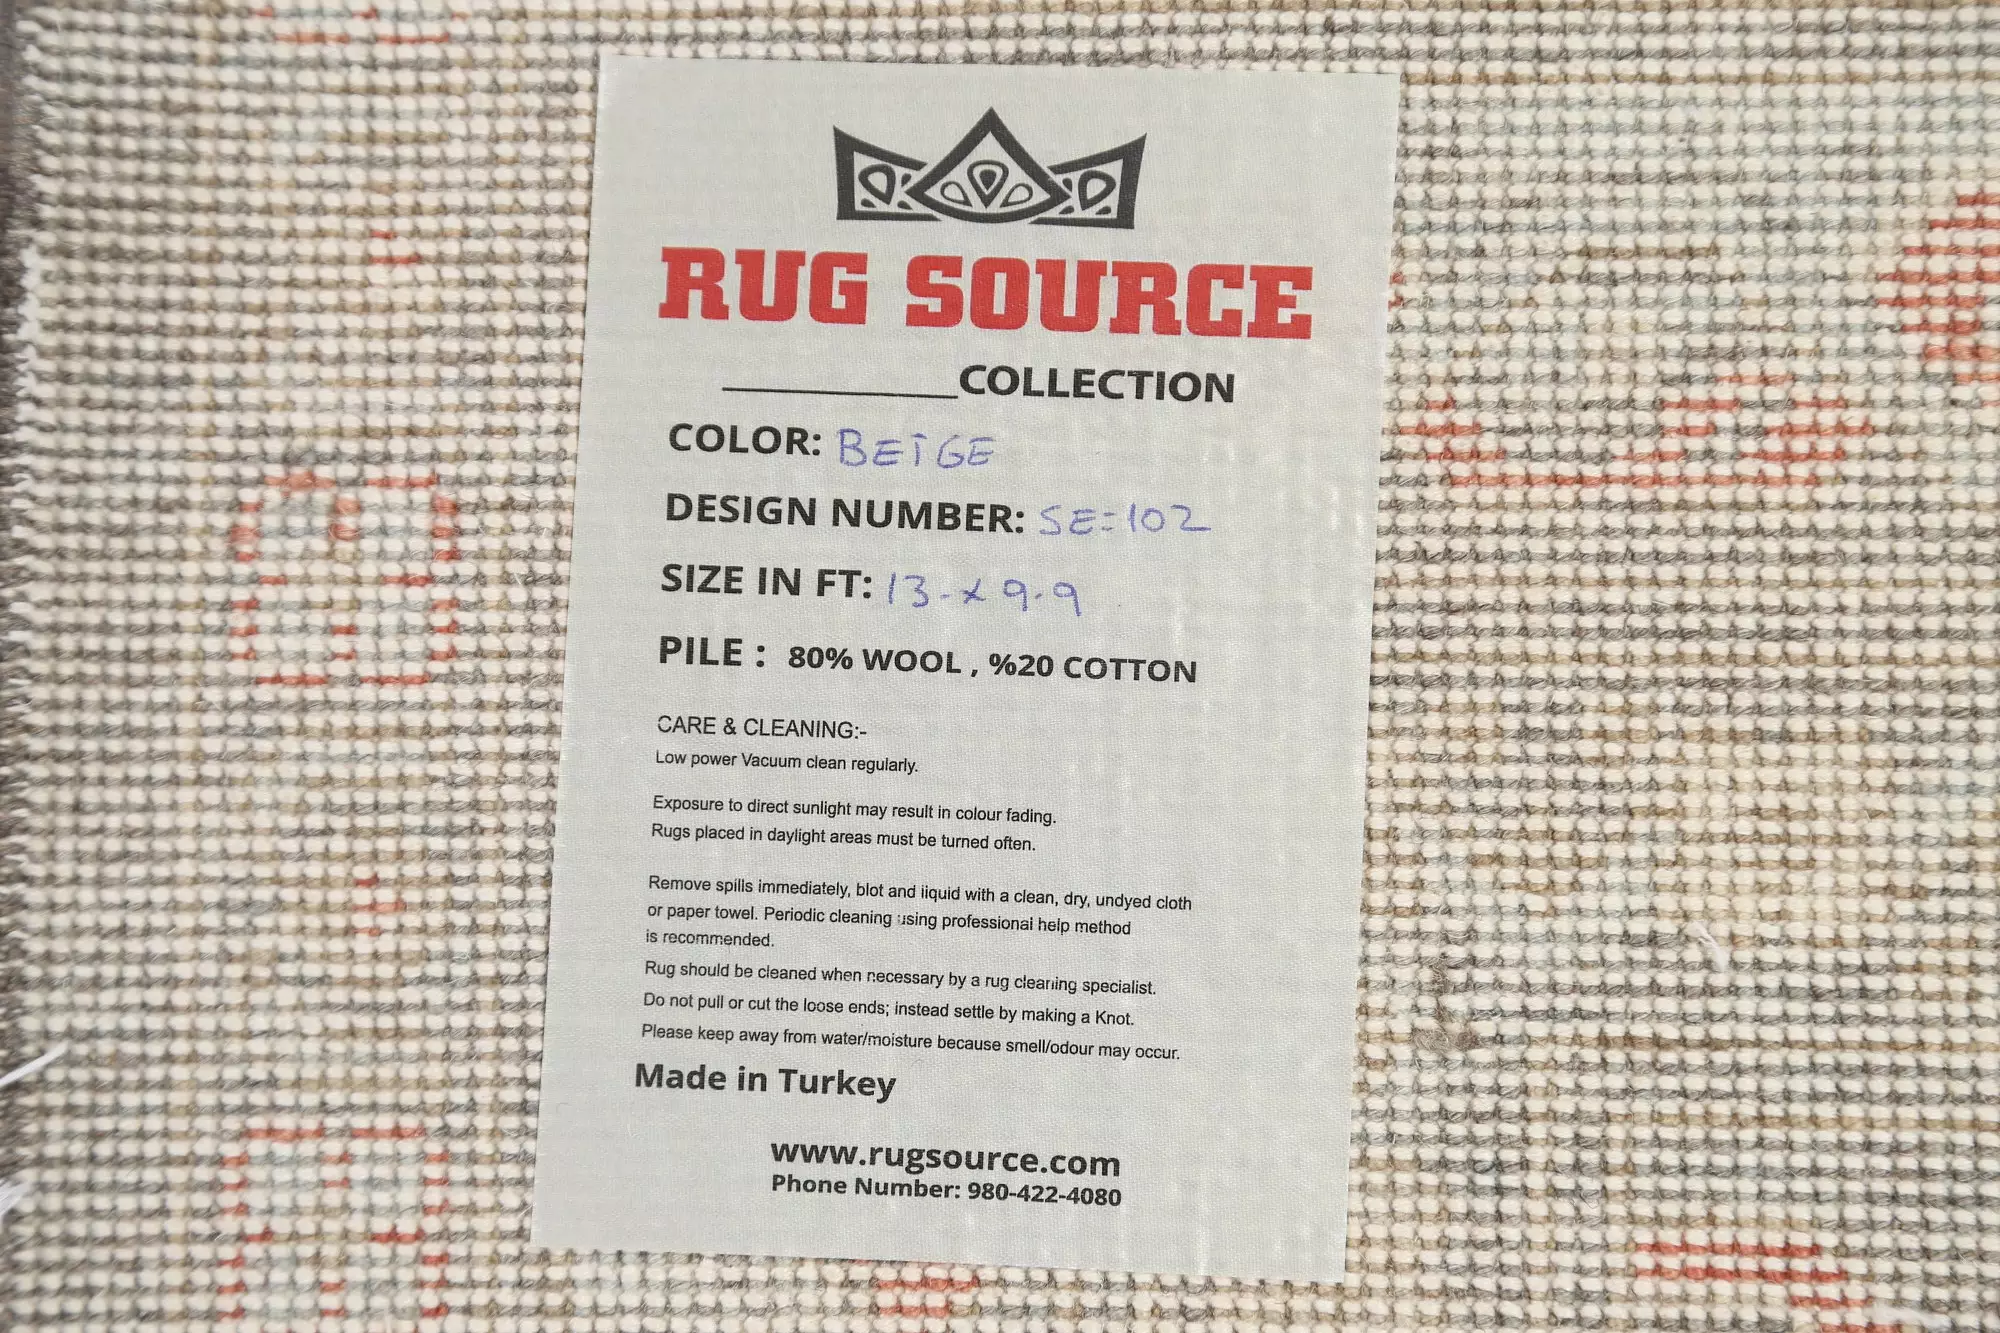 RUG SOURCE
____________COLLECTION
COLOR: BEİGE
DESIGN NUMBER: SE=102
SIZE IN FT: 13-x 9.9
PILE : 80% WOOL , %20 COTTON
CARE & CLEANING:-
Low power Vacuum clean regularly.
Exposure to direct sunlight may result in colour fading.
Rugs placed in daylight areas must be turned often.
Remove spills immediately, blot and liquid with a clean, dry, undyed cloth
or paper towel. Periodic cleaning using professional help method
is recommended.
Rug should be cleaned when necessary by a rug cleaning specialist.
Do not pull or cut the loose ends; instead settle by making a Knot.
Please keep away from water/moisture because smell/odour may occur.
Made in Turkey
www.rugsource.com
Phone Number: 980-422-4080